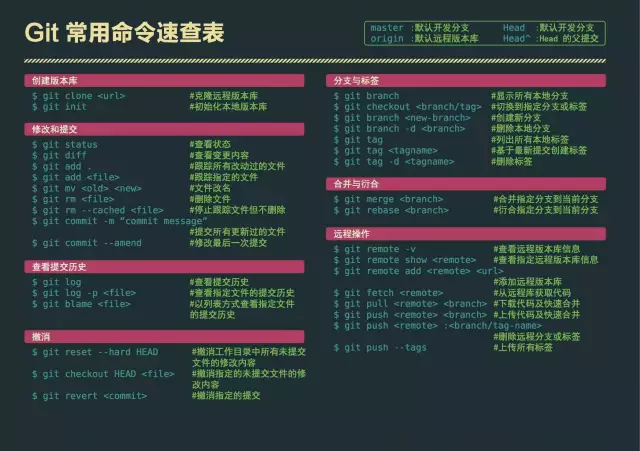 Git 常用命令速查表
master :默认开发分支 Head :默认开发分支
origin :默认远程版本库 Head^ :Head 的父提交
创建版本库
$ git clone <url> #克隆远程版本库
$ git init #初始化本地版本库
修改和提交
$ git status #查看状态
$ git diff #查看变更内容
$ git add . #跟踪所有改动过的文件
$ git add <file> #跟踪指定的文件
$ git mv <old> <new> #文件改名
$ git rm <file> #删除文件
$ git rm --cached <file> #停止跟踪文件但不删除
$ git commit -m “commit message”
#提交所有更新过的文件
$ git commit --amend #修改最后一次提交
查看提交历史
$ git log #查看提交历史
$ git log -p <file> #查看指定文件的提交历史
$ git blame <file> #以列表方式查看指定文件
的提交历史
撤消
$ git reset --hard HEAD #撤消工作目录中所有未提交
文件的修改内容
$ git checkout HEAD <file> #撤消指定的未提交文件的修
改内容
$ git revert <commit> #撤消指定的提交
分支与标签
$ git branch #显示所有本地分支
$ git checkout <branch/tag> #切换到指定分支或标签
$ git branch <new-branch> #创建新分支
$ git branch -d <branch> #删除本地分支
$ git tag #列出所有本地标签
$ git tag <tagname> #基于最新提交创建标签
$ git tag -d <tagname> #删除标签
合并与衍合
$ git merge <branch> #合并指定分支到当前分支
$ git rebase <branch> #衍合指定分支到当前分支
远程操作
$ git remote -v #查看远程版本库信息
$ git remote show <remote> #查看指定远程版本库信息
$ git remote add <remote> <url>
#添加远程版本库
$ git fetch <remote> #从远程库获取代码
$ git pull <remote> <branch> #下载代码及快速合并
$ git push <remote> <branch> #上传代码及快速合并
$ git push <remote> :<branch/tag-name>
#删除远程分支或标签
$ git push --tags #上传所有标签